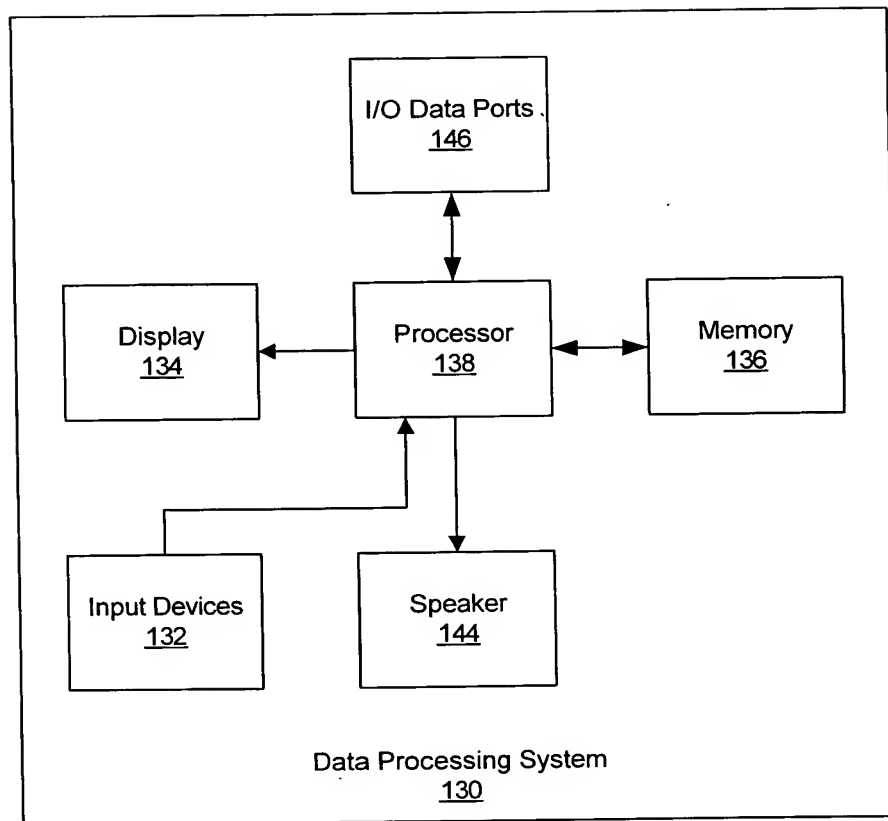 I/O Data Ports
146
Display
134
Processor
138
Memory
136
Input Devices
132
Speaker
144
Data Processing System
130